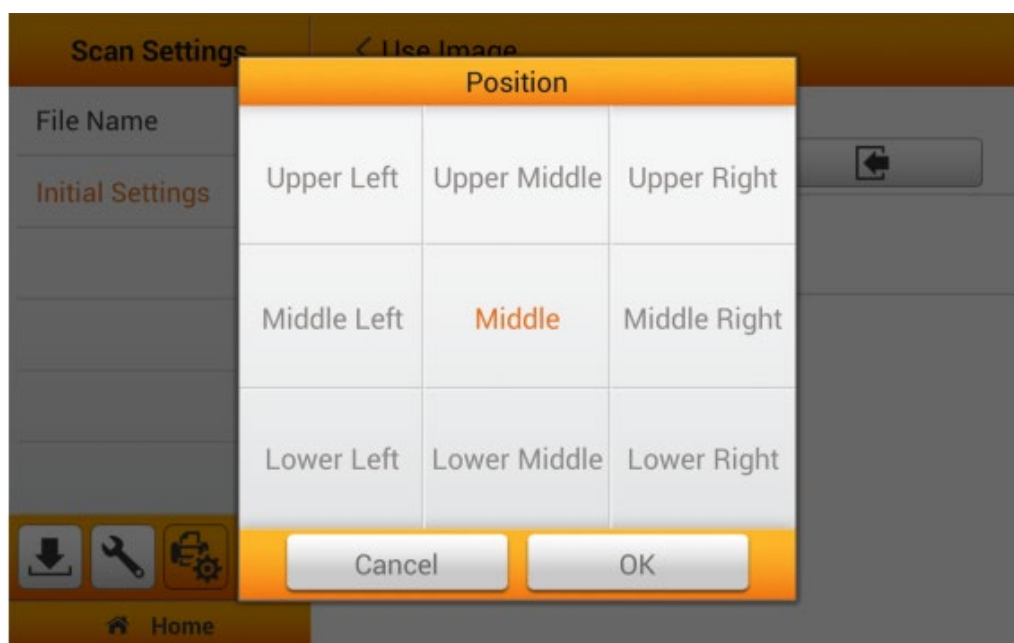 Scan Settings
< Use Image
Position
File Name
Initial Settings
Upper Left
Upper Middle
Upper Right
Middle Left
Middle
Middle Right
Lower Left
Lower Middle
Lower Right
Cancel
OK
Home